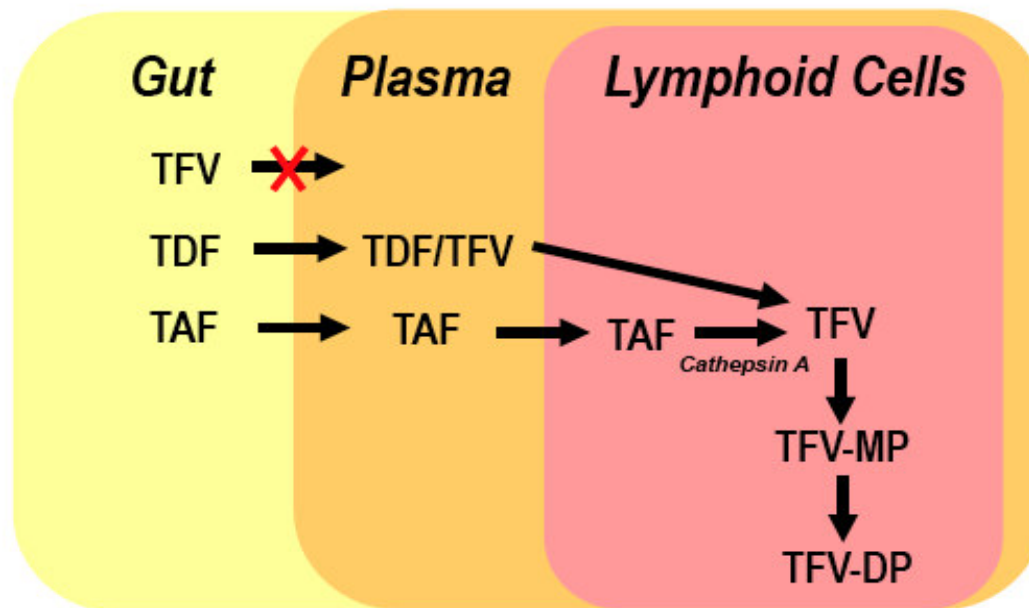 Gut Plasma Lymphoid Cells
TFV
TDF TDF/TFV
TAF TAF TAF TFV
Cathepsin A
TFV-MP
TFV-DP